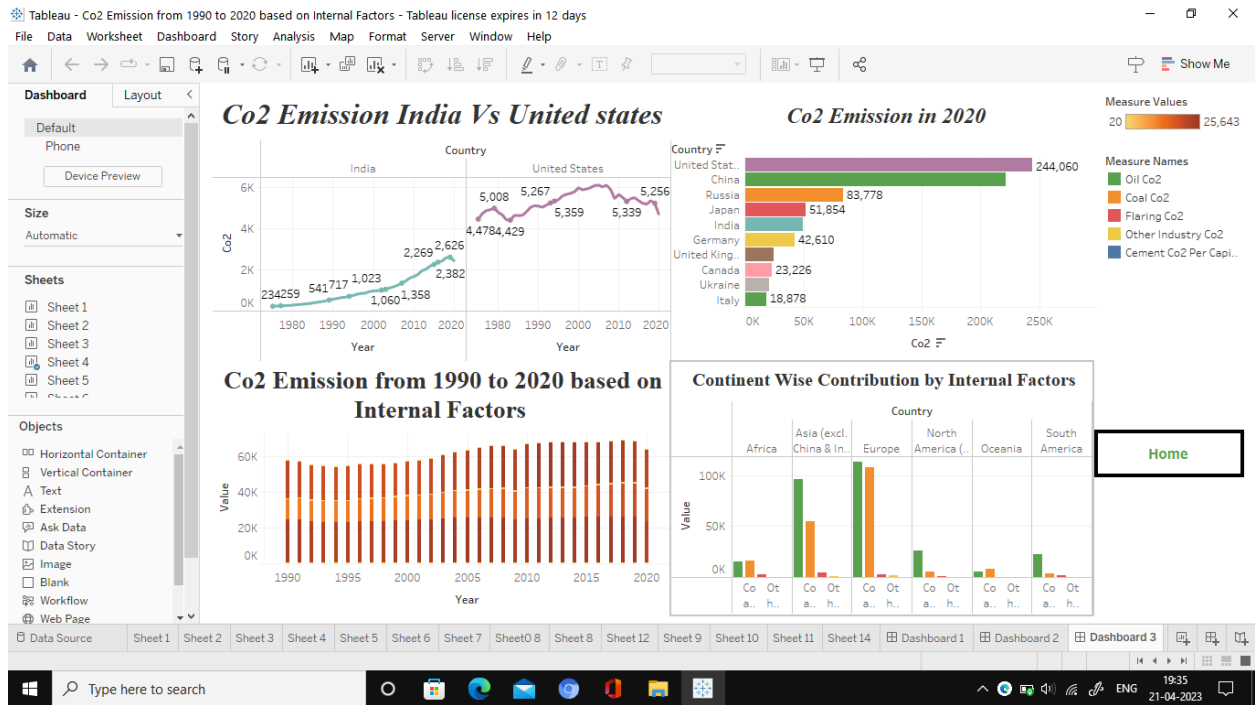 Tableau - Co2 Emission from 1990 to 2020 based on Internal Factors - Tableau license expires in 12 days
File Data Worksheet Dashboard Story Analysis Map Format Server Window Help
Show Me
Dashboard Layout
Default
Phone
Device Preview
Size
Automatic
Sheets
Sheet 1
Sheet 2
Sheet 3
Sheet 4
Sheet 5
Objects
Horizontal Container
Vertical Container
A Text
Extension
Ask Data
Data Story
Image
Blank
Workflow
Web Page
Co2 Emission India Vs United states
Country
India United States
6K
4K
2K
0K
Co2
234 259 541 717 1,023 1,060 1,358 2,269 2,626 2,382
4,478 4,429 5,008 5,267 5,359 5,339 5,256
1980 1990 2000 2010 2020 1980 1990 2000 2010 2020
Year Year
Co2 Emission in 2020
Country
United Stat.. 244,060
China
Russia 83,778
Japan 51,854
India
Germany 42,610
United King..
Canada 23,226
Ukraine
Italy 18,878
0K 50K 100K 150K 200K 250K
Co2
Measure Values
20 25,643
Measure Names
Oil Co2
Coal Co2
Flaring Co2
Other Industry Co2
Cement Co2 Per Capi..
Co2 Emission from 1990 to 2020 based on
Internal Factors
60K
40K
20K
0K
Value
1990 1995 2000 2005 2010 2015 2020
Year
Continent Wise Contribution by Internal Factors
Country
Africa Asia (excl. China & In.. Europe North America (.. Oceania South America
100K
50K
0K
Value
Co Ot Co Ot Co Ot Co Ot Co Ot Co Ot
a.. h.. a.. h.. a.. h.. a.. h.. a.. h.. a.. h..
Home
Data Source Sheet 1 Sheet 2 Sheet 3 Sheet 4 Sheet 5 Sheet 6 Sheet 7 Sheet0 8 Sheet 8 Sheet 12 Sheet 9 Sheet 10 Sheet 11 Sheet 14 Dashboard 1 Dashboard 2 Dashboard 3
Type here to search
ENG
19:35
21-04-2023